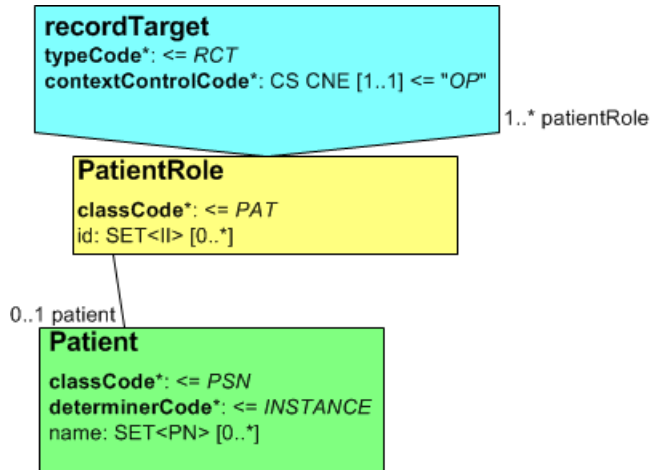 recordTarget
typeCode*: <= RCT
contextControlCode*: CS CNE [1..1] <= "OP"
1..* patientRole
PatientRole
classCode*: <= PAT
id: SET<II> [0..*]
0..1 patient
Patient
classCode*: <= PSN
determinerCode*: <= INSTANCE
name: SET<PN> [0..*]